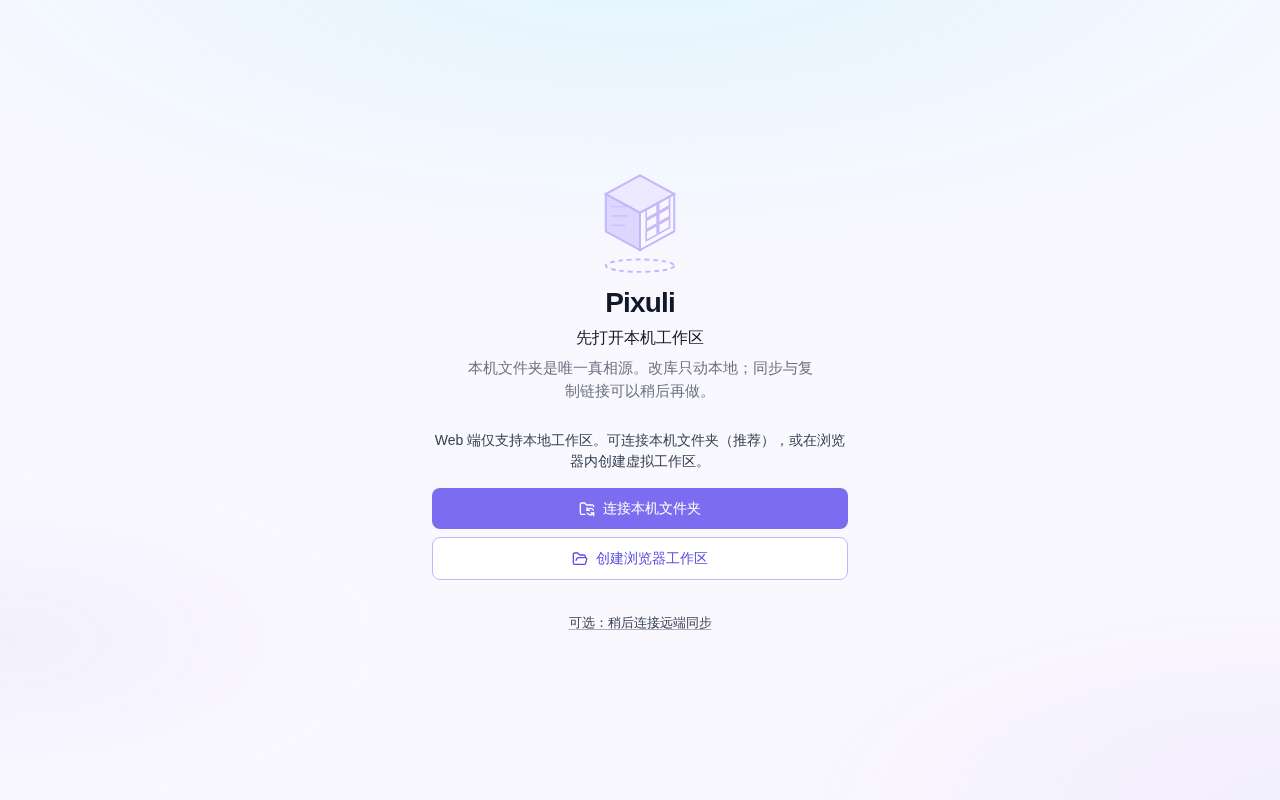 Pixuli
先打开本机工作区
本机文件夹是唯一真相源。改库只动本地；同步与复
制链接可以稍后再做。
Web 端仅支持本地工作区。可连接本机文件夹（推荐），或在浏览
器内创建虚拟工作区。
连接本机文件夹
创建浏览器工作区
可选：稍后连接远端同步